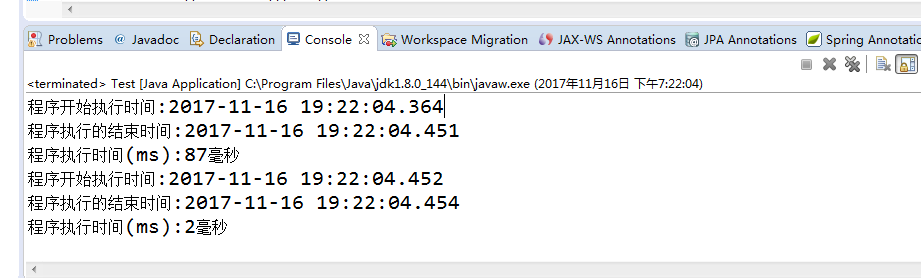 Problems @ Javadoc Declaration Console Workspace Migration JAX-WS Annotations JPA Annotations Spring Annotatio
<terminated> Test [Java Application] C:\Program Files\Java\jdk1.8.0_144\bin\javaw.exe (2017年11月16日 下午7:22:04)
程序开始执行时间:2017-11-16 19:22:04.364
程序执行的结束时间:2017-11-16 19:22:04.451
程序执行时间(ms):87毫秒
程序开始执行时间:2017-11-16 19:22:04.452
程序执行的结束时间:2017-11-16 19:22:04.454
程序执行时间(ms):2毫秒